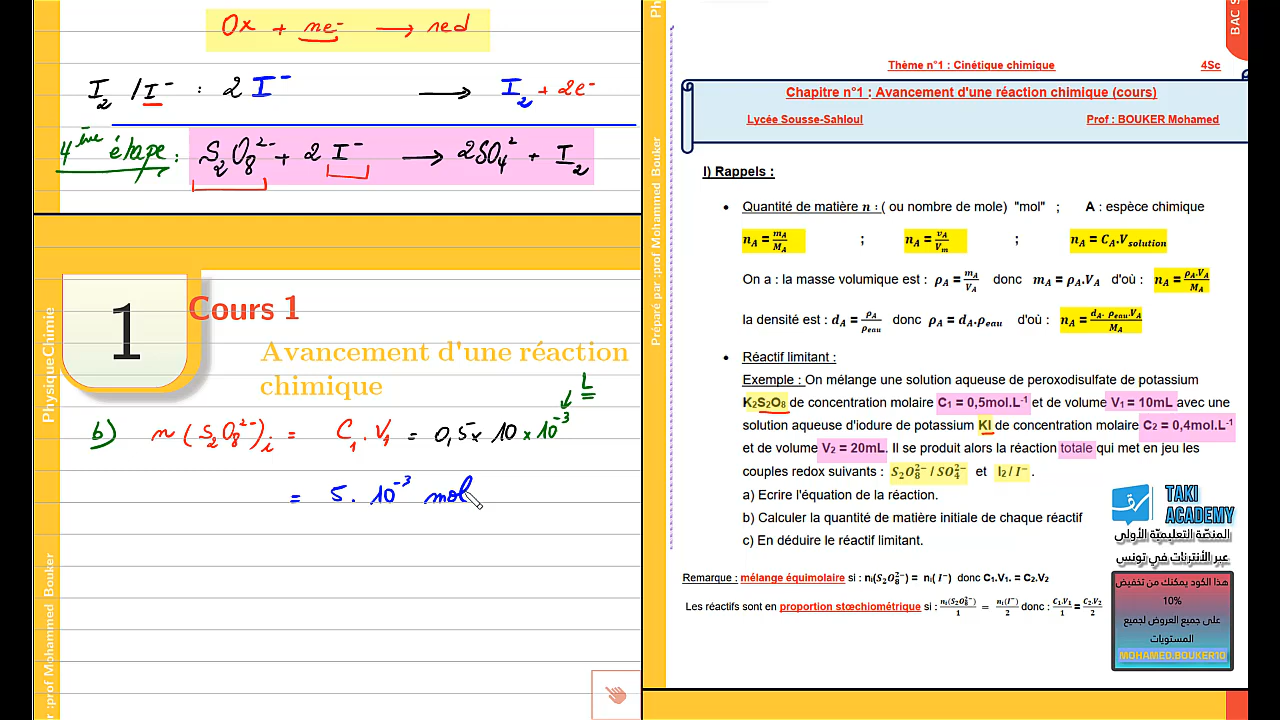 Ox + ne⁻ → red
I₂ / I⁻ : 2 I⁻ → I₂ + 2e⁻
4ème étape : S₂O₈²⁻ + 2 I⁻ → 2SO₄² + I₂
1
Cours 1
Avancement d'une réaction
chimique
L
b) n(S₂O₈²⁻)i = C₁ . V₁ = 0,5 × 10 × 10⁻³
= 5. 10⁻³ mol
PhysiqueChimie
:prof Mohammed Bouker
BAC S
Thème n°1 : Cinétique chimique 4Sc
Chapitre n°1 : Avancement d'une réaction chimique (cours)
Lycée Sousse-Sahloul Prof : BOUKER Mohamed
Préparé par :prof Mohammed Bouker
I) Rappels :
• Quantité de matière n : ( ou nombre de mole) "mol" ; A : espèce chimique
n_A = m_A/M_A ; n_A = v_A/V_m ; n_A = C_A.V_solution
On a : la masse volumique est : ρ_A = m_A/V_A donc m_A = ρ_A.V_A d'où : n_A = ρ_A.V_A/M_A
la densité est : d_A = ρ_A/ρ_eau donc ρ_A = d_A.ρ_eau d'où : n_A = d_A. ρ_eau.V_A/M_A
• Réactif limitant :
Exemple : On mélange une solution aqueuse de peroxodisulfate de potassium
K₂S₂O₈ de concentration molaire C₁ = 0,5mol.L⁻¹ et de volume V₁ = 10mL avec une
solution aqueuse d'iodure de potassium KI de concentration molaire C₂ = 0,4mol.L⁻¹
et de volume V₂ = 20mL. Il se produit alors la réaction totale qui met en jeu les
couples redox suivants : S₂O₈²⁻ / SO₄²⁻ et I₂ / I⁻ .
a) Ecrire l'équation de la réaction.
b) Calculer la quantité de matière initiale de chaque réactif
c) En déduire le réactif limitant.
Remarque : mélange équimolaire si : nᵢ(S₂O₈²⁻) = nᵢ( I⁻) donc C₁.V₁. = C₂.V₂
Les réactifs sont en proportion stœchiométrique si : nᵢ(S₂O₈²⁻)/1 = nᵢ(I⁻)/2 donc : C₁.V₁/1 = C₂.V₂/2
TAKI
ACADEMY
المنصة التعليمية الأولى
عبر الأنترنات في تونس
هذا الكود يمكنك من تخفيض
10%
على جميع العروض لجميع
المستويات
MOHAMED.BOUKER10